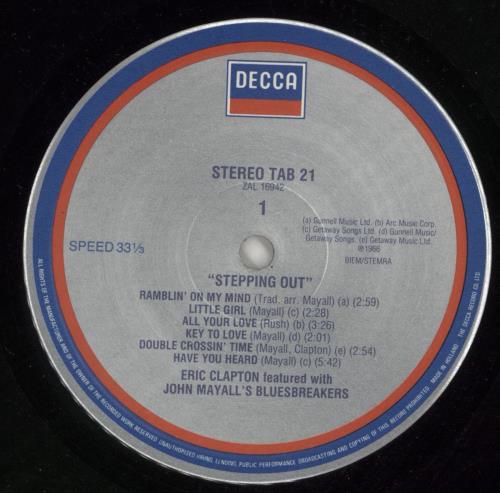 DECCA
STEREO TAB 21
ZAL 16942
1
(a) Gunnell Music Ltd. (b) Arc Music Corp.
(c) Getaway Songs Ltd. (d) Gunnell Music/
Getaway Songs. (e) Getaway Music Ltd.
℗1966
BIEM/STEMRA
SPEED 33⅓
"STEPPING OUT"
RAMBLIN' ON MY MIND (Trad. arr. Mayall) (a) (2:59)
LITTLE GIRL (Mayall) (c) (2:28)
ALL YOUR LOVE (Rush) (b) (3:26)
KEY TO LOVE (Mayall) (d) (2:01)
DOUBLE CROSSIN' TIME (Mayall, Clapton) (e) (2:54)
HAVE YOU HEARD (Mayall) (c) (5:42)
ERIC CLAPTON featured with
JOHN MAYALL'S BLUESBREAKERS
ALL RIGHTS OF THE MANUFACTURER AND OF THE OWNER OF THE RECORDED WORK RESERVED UNAUTHORISED HIRING, LENDING, PUBLIC PERFORMANCE BROADCASTING AND COPYING OF THIS RECORD PROHIBITED MADE IN HOLLAND THE DECCA RECORD CO LTD